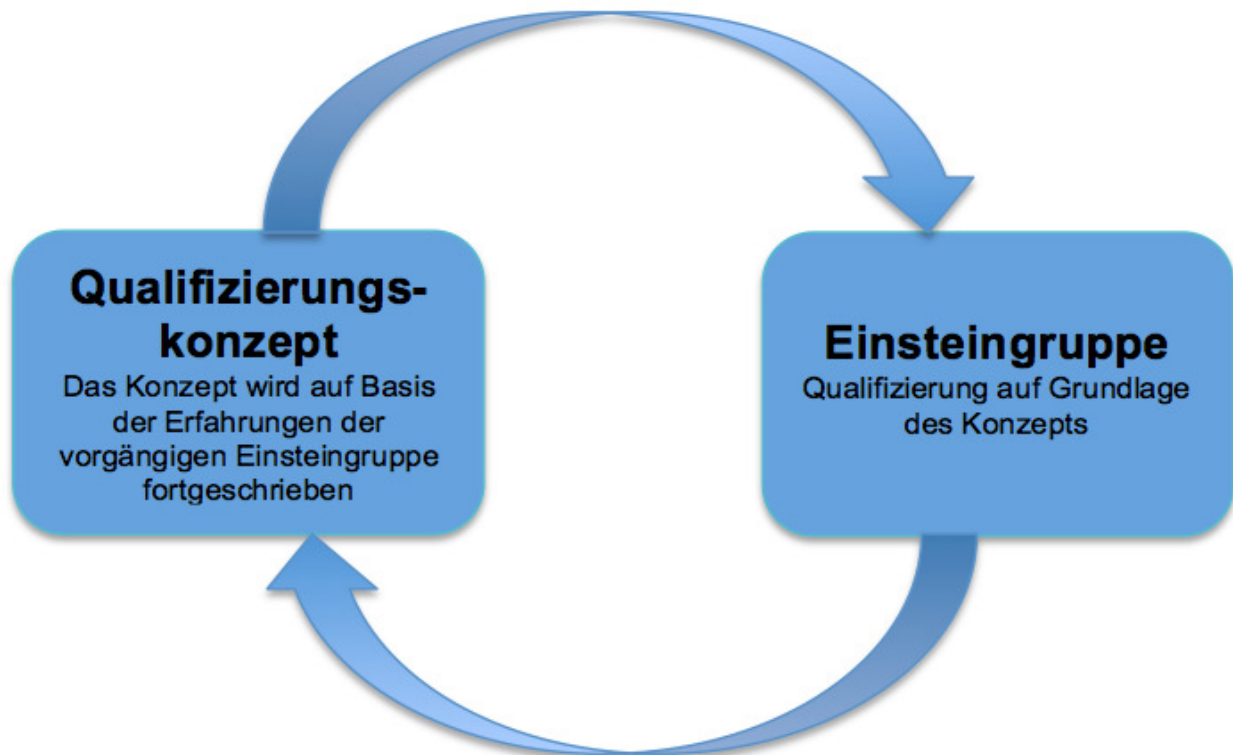 Qualifizierungs-
konzept
Das Konzept wird auf Basis
der Erfahrungen der
vorgängigen Einsteingruppe
fortgeschrieben
Einsteingruppe
Qualifizierung auf Grundlage
des Konzepts